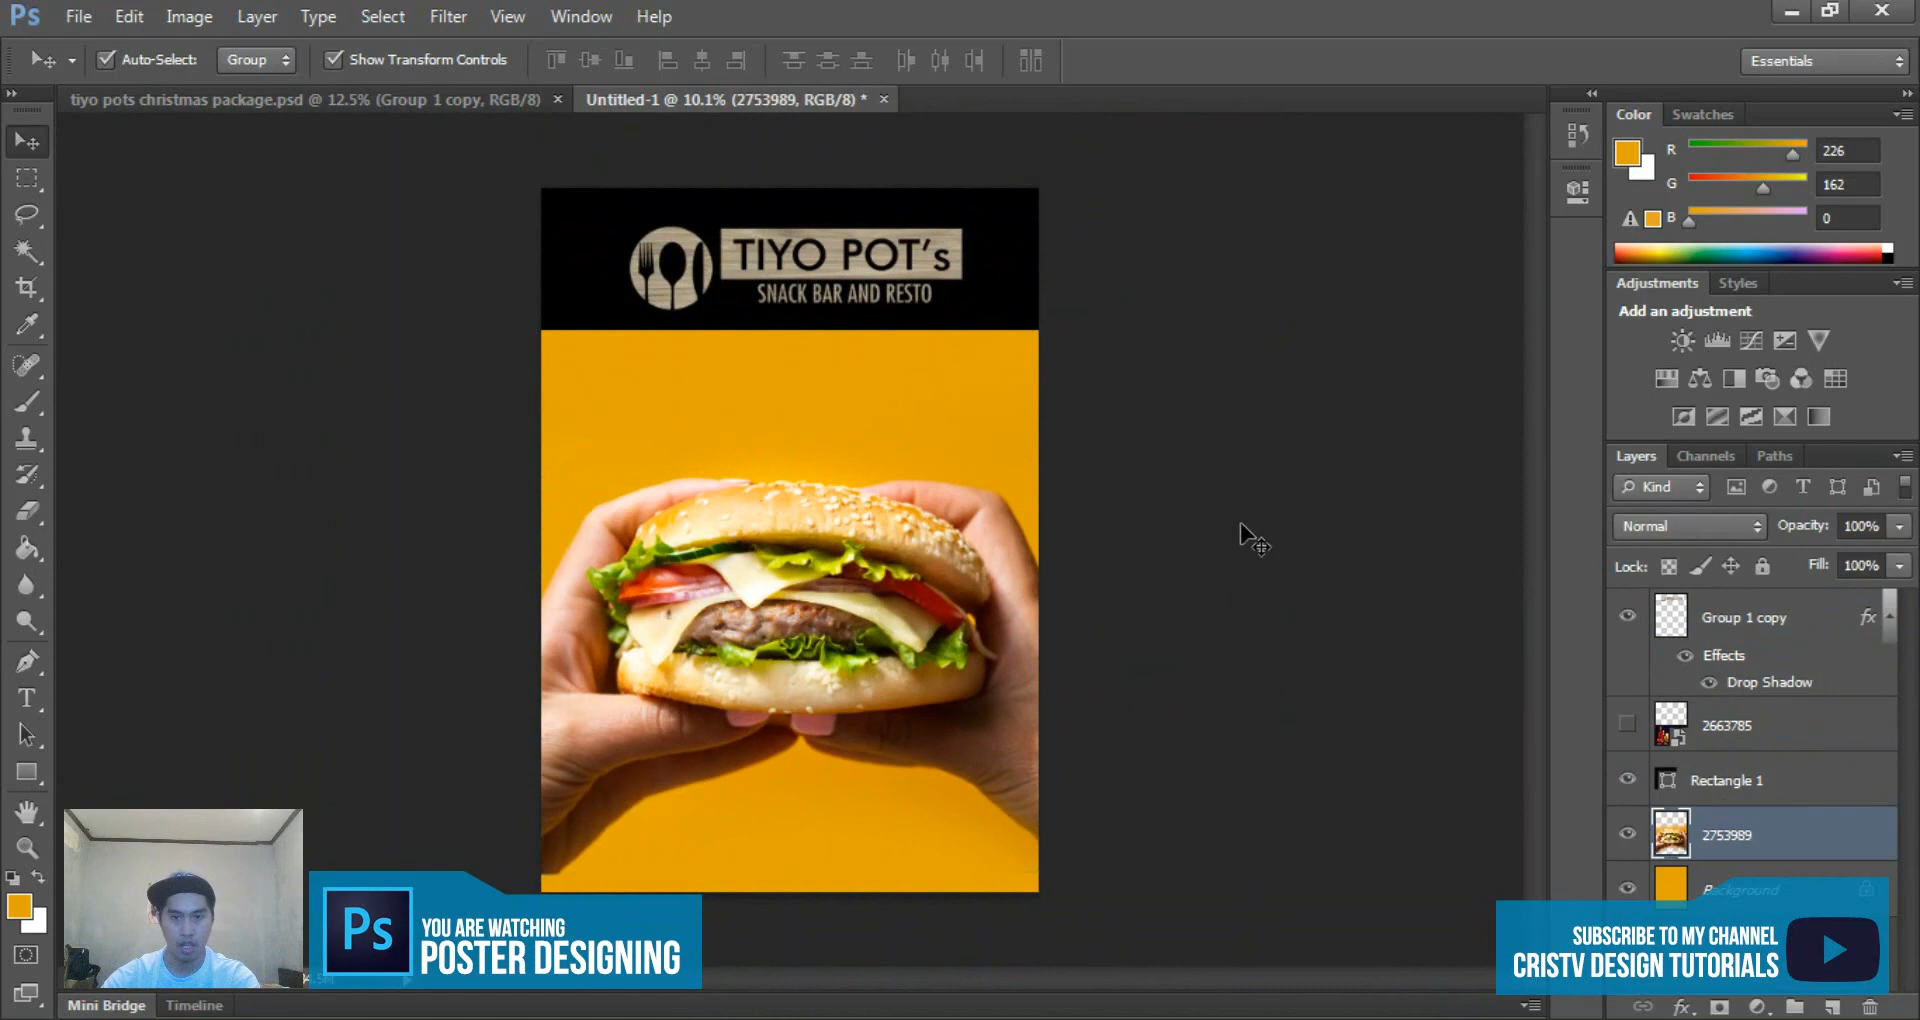 Ps File Edit Image Layer Type Select Filter View Window Help
Auto-Select: Group Show Transform Controls Essentials
tiyo pots christmas package.psd @ 12.5% (Group 1 copy, RGB/8) × Untitled-1 @ 10.1% (2753989, RGB/8) * ×
Color Swatches
R 226
G 162
B 0
Adjustments Styles
Add an adjustment
Layers Channels Paths
Kind
Normal Opacity: 100%
Lock: Fill: 100%
Group 1 copy fx
Effects
Drop Shadow
2663785
Rectangle 1
2753989
Background
TIYO POT's
SNACK BAR AND RESTO
Ps
YOU ARE WATCHING
POSTER DESIGNING
SUBSCRIBE TO MY CHANNEL
CRISTV DESIGN TUTORIALS
Mini Bridge Timeline
fx